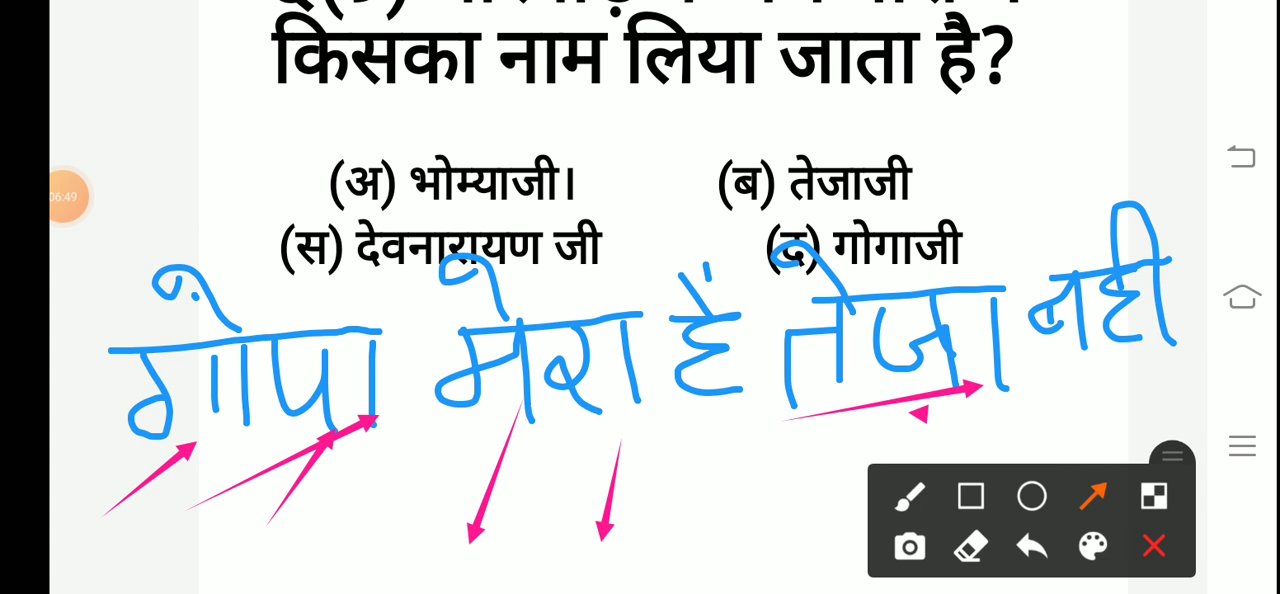 किसका नाम लिया जाता है?
(अ) भोम्याजी। (ब) तेजाजी
(स) देवनारायण जी (द) गोगाजी
06:49
गोपा मेरा है तेजा नही